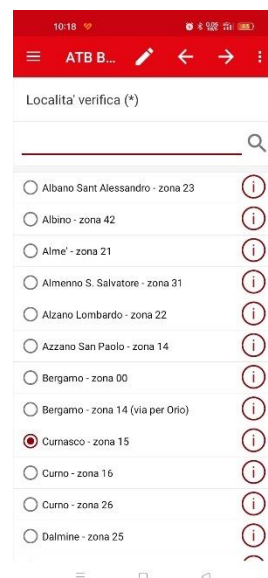 10:18
ATB B...
Localita' verifica (*)
Albano Sant Alessandro - zona 23
Albino - zona 42
Alme' - zona 21
Almenno S. Salvatore - zona 31
Alzano Lombardo - zona 22
Azzano San Paolo - zona 14
Bergamo - zona 00
Bergamo - zona 14 (via per Orio)
Curnasco - zona 15
Curno - zona 16
Curno - zona 26
Dalmine - zona 25